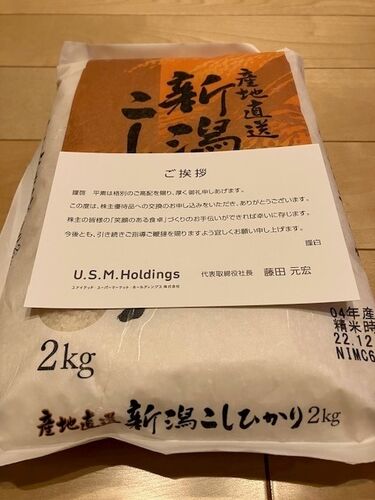 産地直送
新潟
こし
ご挨拶
謹啓 平素は格別のご高配を賜り、厚く御礼申しあげます。
この度は、株主優待品への交換のお申し込みをいただき、ありがとうございます。
株主の皆様の「笑顔のある食卓」づくりのお手伝いができれば幸いに存じます。
今後とも、引き続きご指導ご鞭撻を賜りますよう宜しくお願い申し上げます。
謹白
U.S.M.Holdings
ユナイテッド・スーパーマーケット・ホールディングス株式会社
代表取締役社長 藤田 元宏
04年産
精米時
22.12
NIMC6
2kg
産地直送 新潟こしひかり 2kg